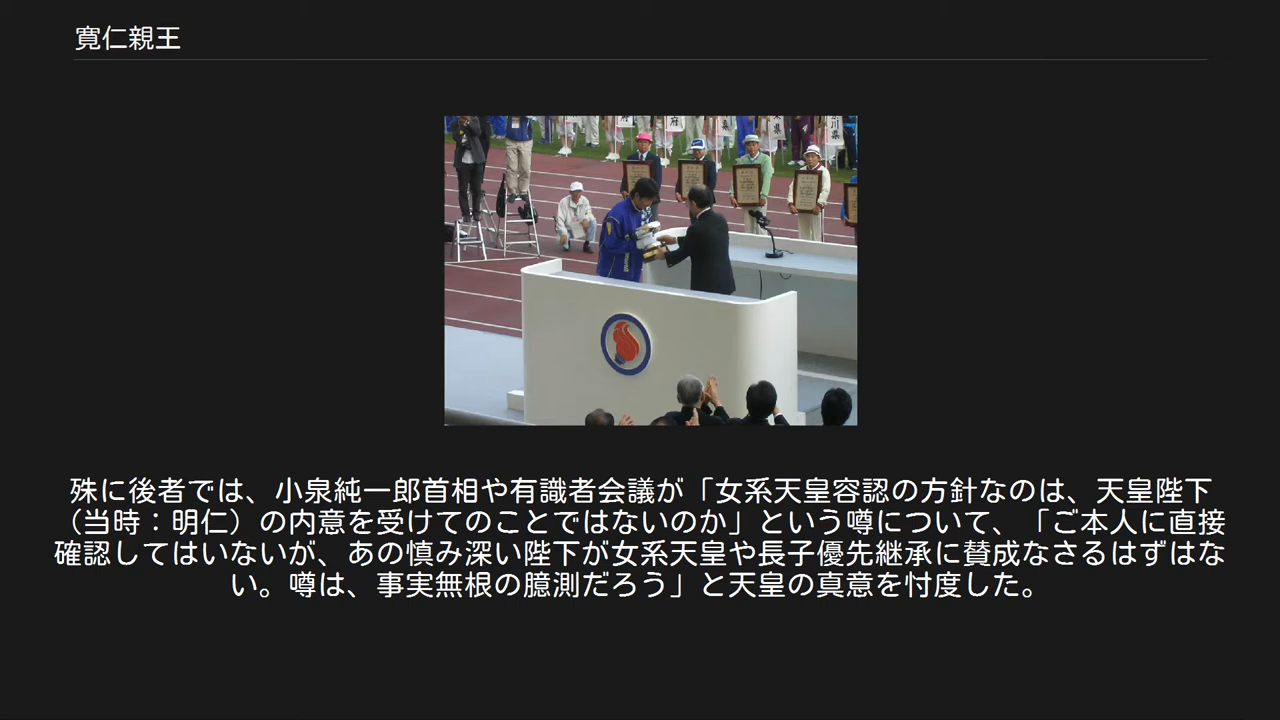 寛仁親王
府
府
県
川県
殊に後者では、小泉純一郎首相や有識者会議が「女系天皇容認の方針なのは、天皇陛下
（当時：明仁）の内意を受けてのことではないのか」という噂について、「ご本人に直接
確認してはいないが、あの慎み深い陛下が女系天皇や長子優先継承に賛成なさるはずはな
い。噂は、事実無根の臆測だろう」と天皇の真意を忖度した。